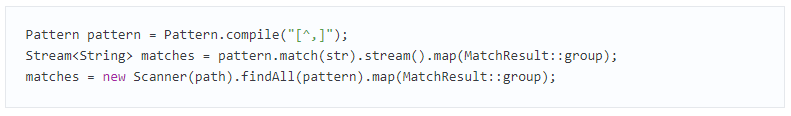 Pattern pattern = Pattern.compile("[^,]");
Stream<String> matches = pattern.match(str).stream().map(MatchResult::group);
matches = new Scanner(path).findAll(pattern).map(MatchResult::group);